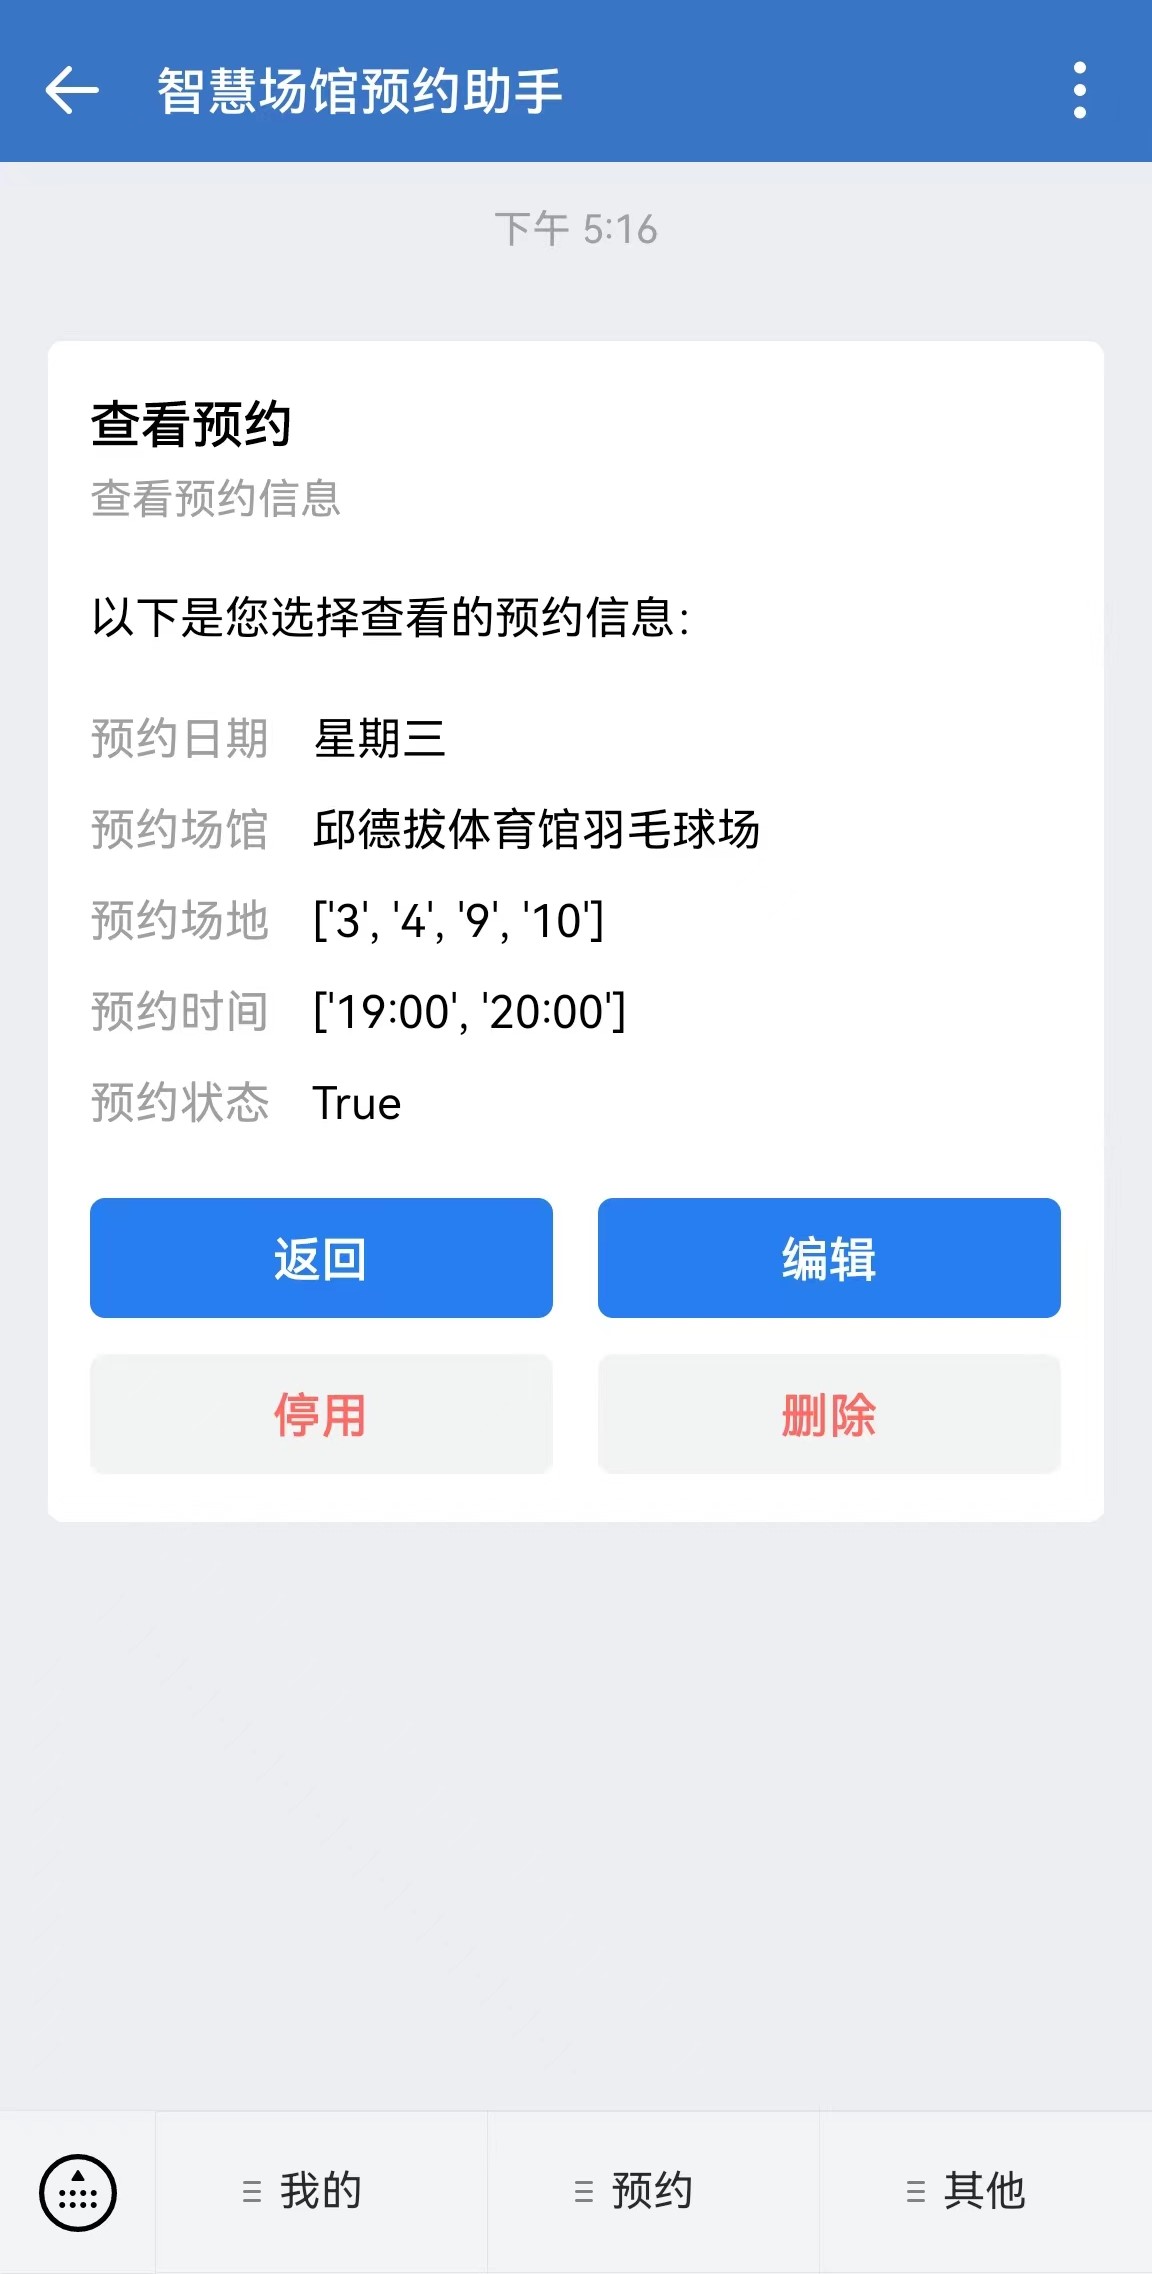 智慧场馆预约助手
下午 5:16
查看预约
查看预约信息
以下是您选择查看的预约信息：
预约日期 星期三
预约场馆 邱德拔体育馆羽毛球场
预约场地 ['3', '4', '9', '10']
预约时间 ['19:00', '20:00']
预约状态 True
返回 编辑
停用 删除
我的 预约 其他